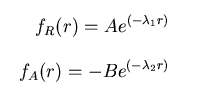 f_R(r) = Ae^{(-λ_1 r)}
f_A(r) = -Be^{(-λ_2 r)}